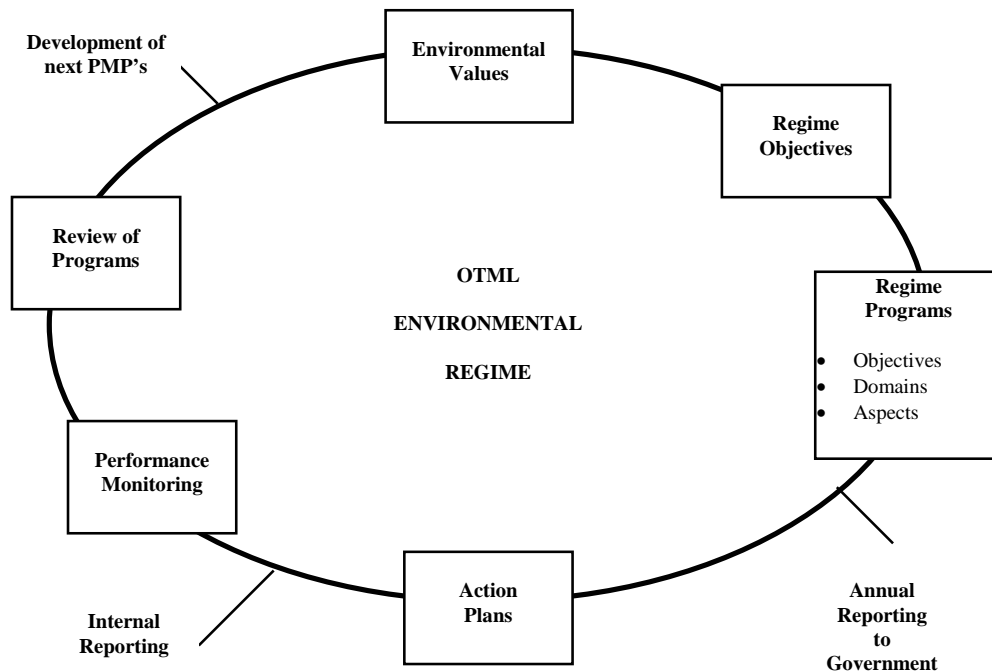 Development of
next PMP's
Environmental
Values
Regime
Objectives
Review of
Programs
OTML
ENVIRONMENTAL
REGIME
Regime
Programs
• Objectives
• Domains
• Aspects
Performance
Monitoring
Action
Plans
Internal
Reporting
Annual
Reporting
to
Government